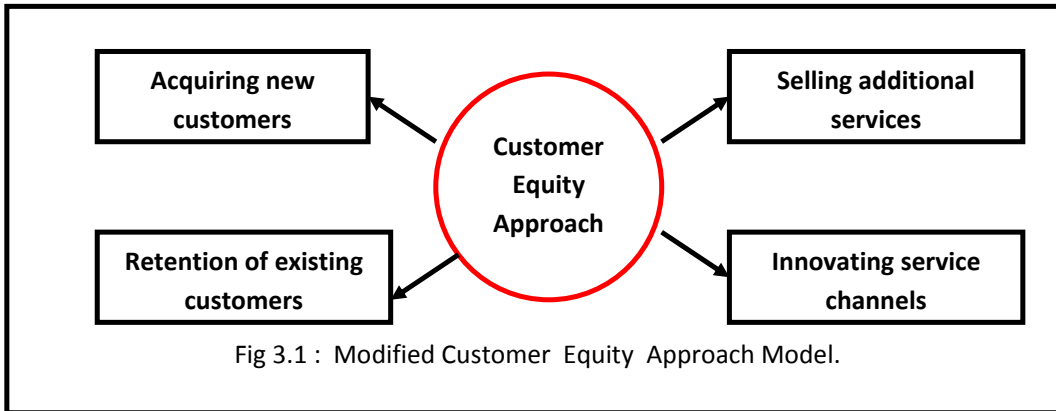 Acquiring new
customers
Selling additional
services
Customer
Equity
Approach
Retention of existing
customers
Innovating service
channels
Fig 3.1 :  Modified Customer  Equity  Approach Model.